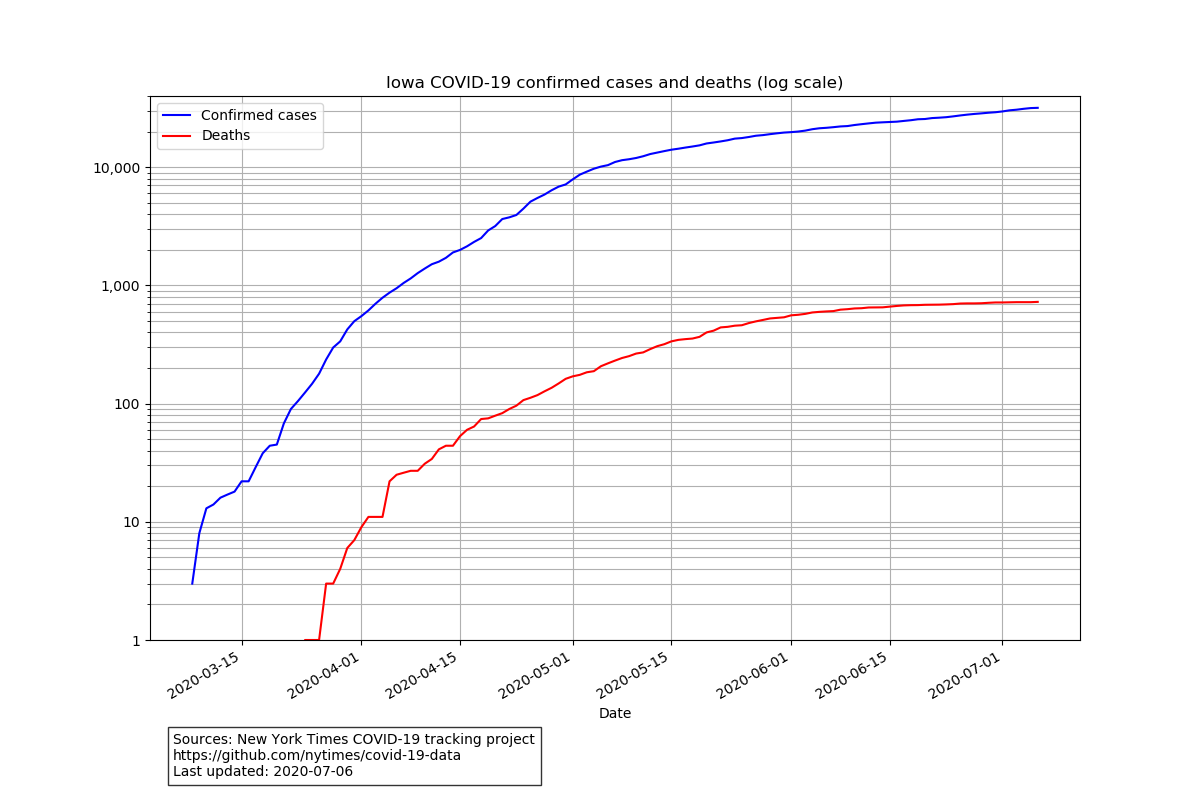 Iowa COVID-19 confirmed cases and deaths (log scale)
Confirmed cases
Deaths
10,000
1,000
100
10
1
2020-03-15
2020-04-01
2020-04-15
2020-05-01
2020-05-15
2020-06-01
2020-06-15
2020-07-01
Date
Sources: New York Times COVID-19 tracking project
https://github.com/nytimes/covid-19-data
Last updated: 2020-07-06